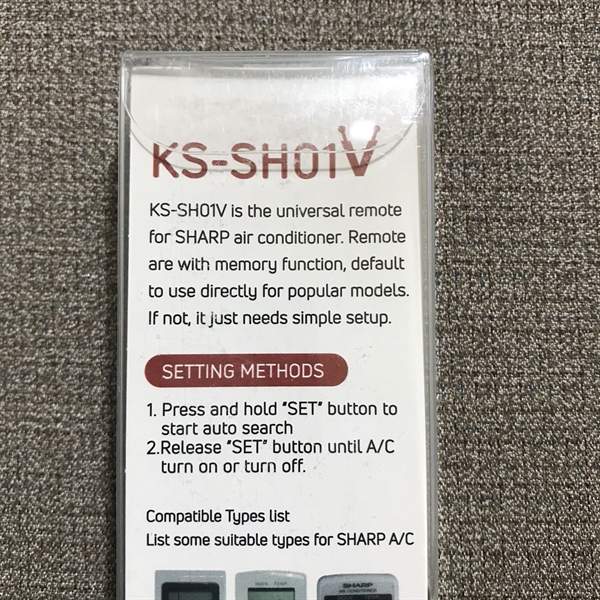 KS-SH01V
KS-SH01V is the universal remote
for SHARP air conditioner. Remote
are with memory function, default
to use directly for popular models.
If not, it just needs simple setup.
SETTING METHODS
1. Press and hold "SET" button to
start auto search
2.Release "SET" button until A/C
turn on or turn off.
Compatible Types list
List some suitable types for SHARP A/C
SHARP
AIR CONDITIONER